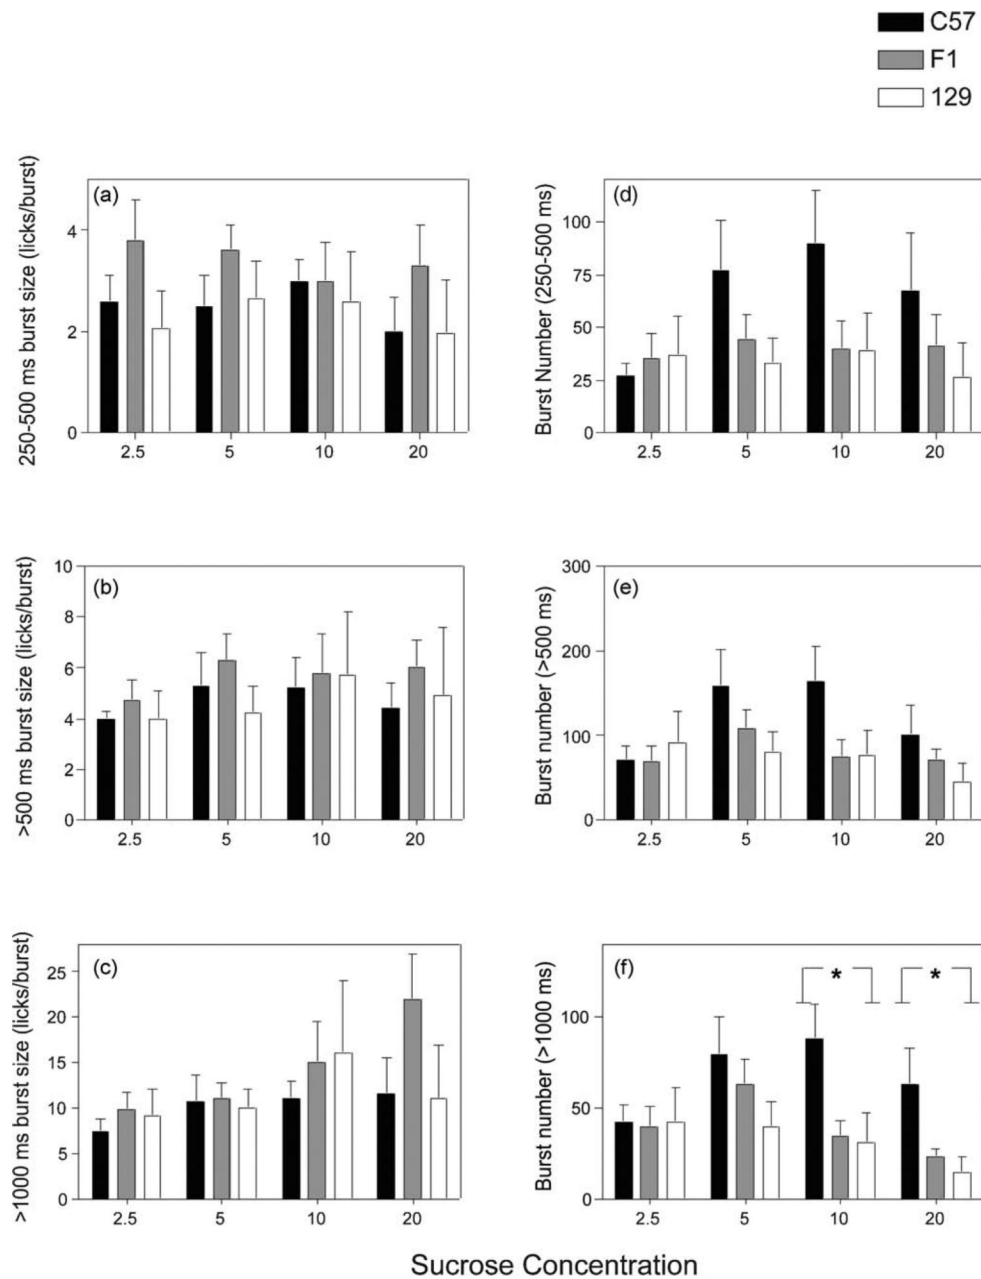 C57
F1
129
250-500 ms burst size (licks/burst)
(a)
4
2
0
2.5 5 10 20
Burst Number (250-500 ms)
(d)
100
75
50
25
0
2.5 5 10 20
>500 ms burst size (licks/burst)
(b)
10
8
6
4
2
0
2.5 5 10 20
Burst number (>500 ms)
(e)
300
200
100
0
2.5 5 10 20
>1000 ms burst size (licks/burst)
(c)
25
20
15
10
5
0
2.5 5 10 20
Burst number (>1000 ms)
(f)
* *
100
50
0
2.5 5 10 20
Sucrose Concentration